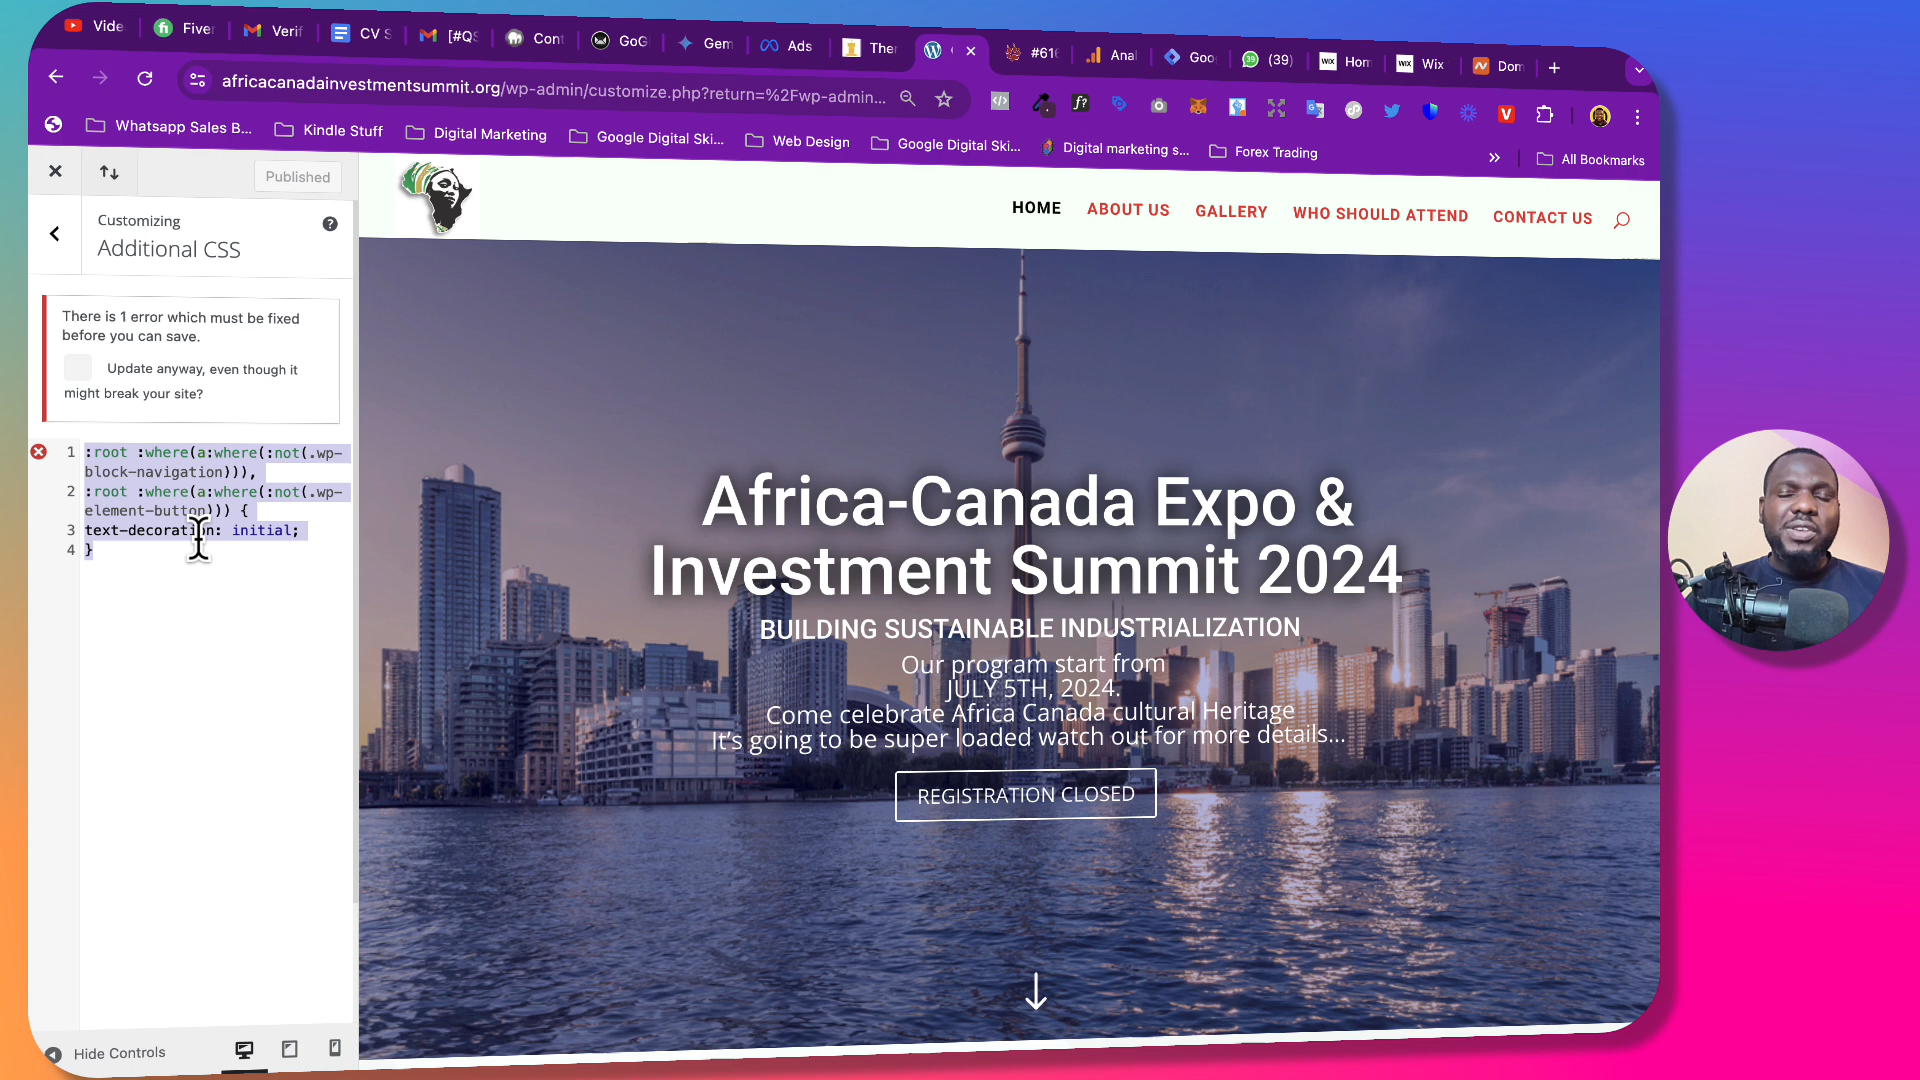 Vide
Fiver
Verif
CV S
[#QS
Cont
GoG
Gem
Ads
Ther
#616
Anal
Goo
(39)
Hom
Wix
Dom
africacanadainvestmentsummit.org/wp-admin/customize.php?return=%2Fwp-admin...
Whatsapp Sales B...
Kindle Stuff
Digital Marketing
Google Digital Ski...
Web Design
Google Digital Ski...
Digital marketing s...
Forex Trading
All Bookmarks
Published
Customizing
Additional CSS
There is 1 error which must be fixed
before you can save.
Update anyway, even though it
might break your site?
1 :root :where(a:where(:not(.wp-
block-navigation))),
2 :root :where(a:where(:not(.wp-
element-button))) {
3 text-decoration: initial;
4 }
Hide Controls
HOME
ABOUT US
GALLERY
WHO SHOULD ATTEND
CONTACT US
Africa-Canada Expo &
Investment Summit 2024
BUILDING SUSTAINABLE INDUSTRIALIZATION
Our program start from
JULY 5TH, 2024.
Come celebrate Africa Canada cultural Heritage
It's going to be super loaded watch out for more details...
REGISTRATION CLOSED